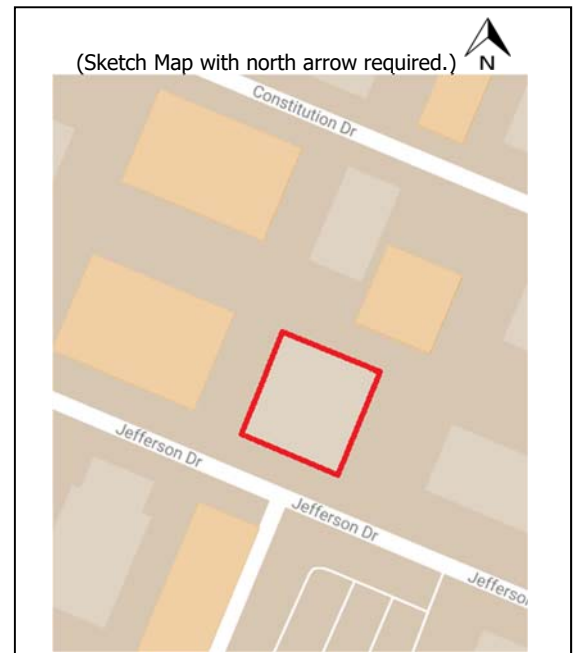 (Sketch Map with north arrow required.)
N
Constitution Dr
Jefferson Dr
Jefferson Dr
Jefferso